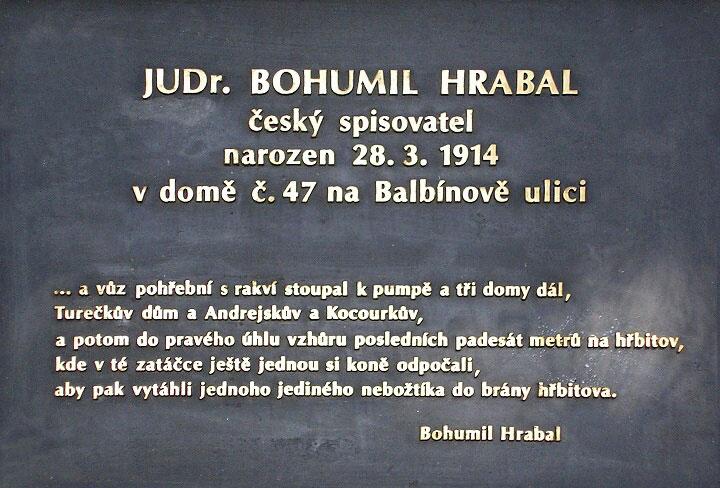 JUDr. BOHUMIL HRABAL
český spisovatel
narozen 28. 3. 1914
v domě č. 47 na Balbínově ulici
... a vůz pohřební s rakví stoupal k pumpě a tři domy dál,
Turečkův dům a Andrejskův a Kocourkův,
a potom do pravého úhlu vzhůru posledních padesát metrů na hřbitov,
kde v té zatáčce ještě jednou si koně odpočali,
aby pak vytáhli jednoho jediného nebožtíka do brány hřbitova.
Bohumil Hrabal